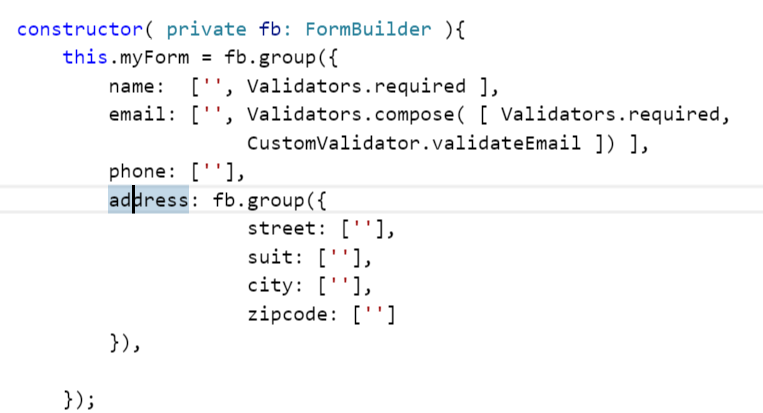 constructor( private fb: FormBuilder ){
this.myForm = fb.group({
name: ['', Validators.required ],
email: ['', Validators.compose( [ Validators.required,
CustomValidator.validateEmail ]) ],
phone: [''],
address: fb.group({
street: [''],
suit: [''],
city: [''],
zipcode: ['']
}),
});